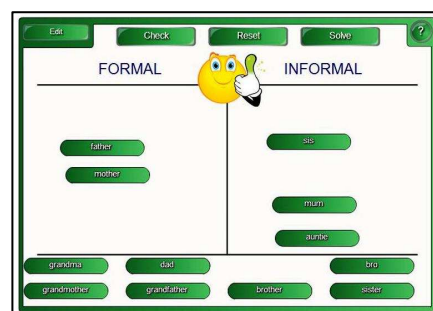 Edit Check Reset Solve ?
FORMAL INFORMAL
father
sis
mother
mum
auntie
grandma dad bro
grandmother grandfather brother sister